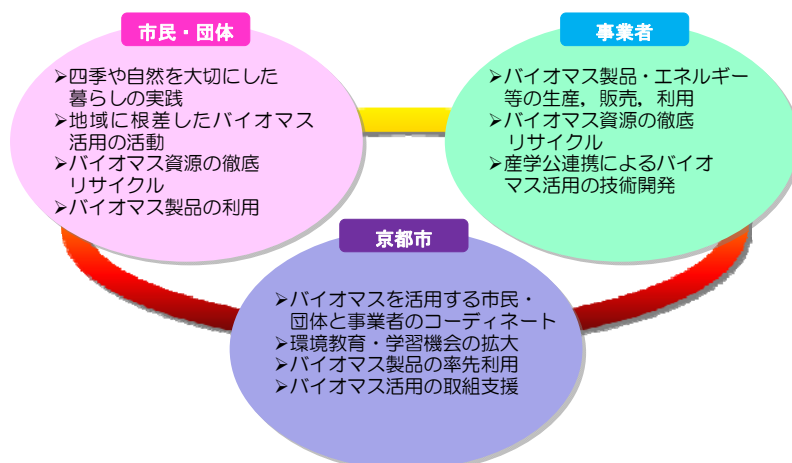 市民・団体
➢四季や自然を大切にした
暮らしの実践
➢地域に根差したバイオマス
活用の活動
➢バイオマス資源の徹底
リサイクル
➢バイオマス製品の利用
事業者
➢バイオマス製品・エネルギー
等の生産，販売，利用
➢バイオマス資源の徹底
リサイクル
➢産学公連携によるバイオ
マス活用の技術開発
京都市
➢バイオマスを活用する市民・
団体と事業者のコーディネート
➢環境教育・学習機会の拡大
➢バイオマス製品の率先利用
➢バイオマス活用の取組支援